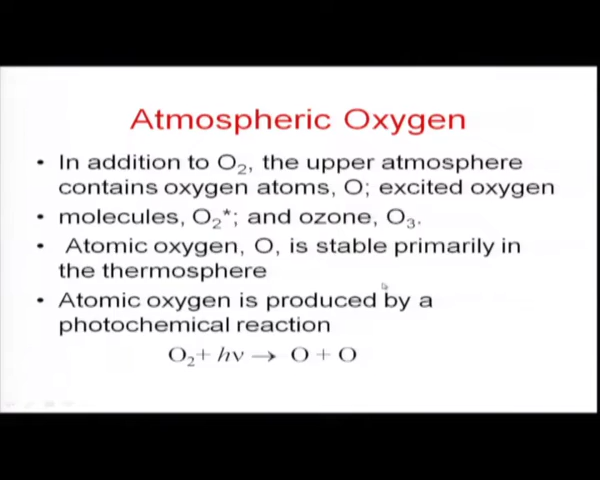 Atmospheric Oxygen
• In addition to O₂, the upper atmosphere
contains oxygen atoms, O; excited oxygen
• molecules, O₂*; and ozone, O₃.
• Atomic oxygen, O, is stable primarily in
the thermosphere
• Atomic oxygen is produced by a
photochemical reaction
O₂+ hν → O + O